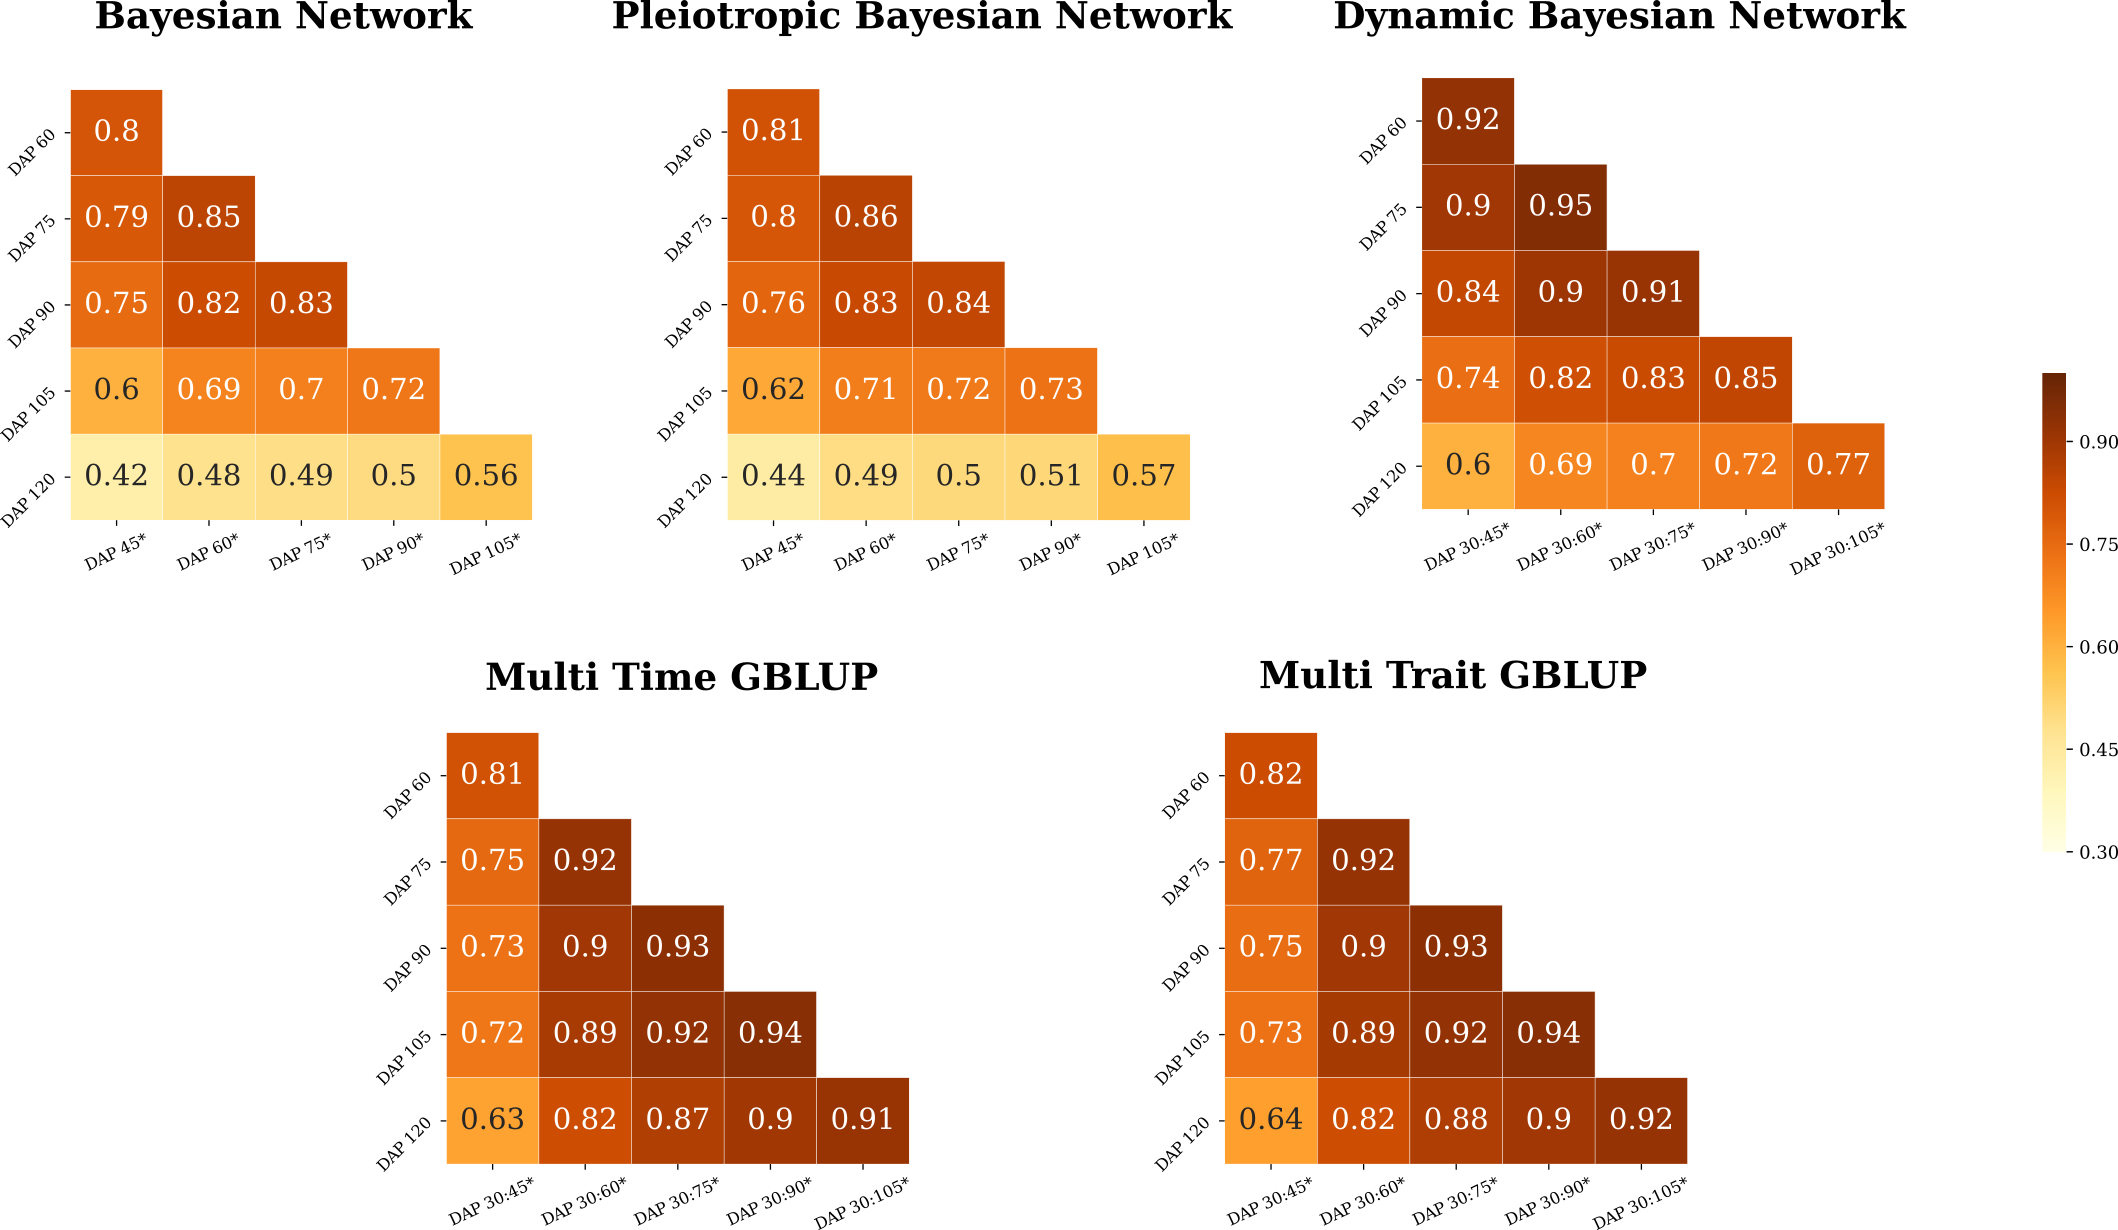 Bayesian Network
Pleiotropic Bayesian Network
Dynamic Bayesian Network
DAP 60
0.8
DAP 75
0.79 0.85
DAP 90
0.75 0.82 0.83
DAP 105
0.6 0.69 0.7 0.72
DAP 120
0.42 0.48 0.49 0.5 0.56
DAP 45* DAP 60* DAP 75* DAP 90* DAP 105*
DAP 60
0.81
DAP 75
0.8 0.86
DAP 90
0.76 0.83 0.84
DAP 105
0.62 0.71 0.72 0.73
DAP 120
0.44 0.49 0.5 0.51 0.57
DAP 45* DAP 60* DAP 75* DAP 90* DAP 105*
DAP 60
0.92
DAP 75
0.9 0.95
DAP 90
0.84 0.9 0.91
DAP 105
0.74 0.82 0.83 0.85
DAP 120
0.6 0.69 0.7 0.72 0.77
DAP 30:45* DAP 30:60* DAP 30:75* DAP 30:90* DAP 30:105*
0.90
0.75
0.60
0.45
0.30
Multi Time GBLUP
Multi Trait GBLUP
DAP 60
0.81
DAP 75
0.75 0.92
DAP 90
0.73 0.9 0.93
DAP 105
0.72 0.89 0.92 0.94
DAP 120
0.63 0.82 0.87 0.9 0.91
DAP 30:45* DAP 30:60* DAP 30:75* DAP 30:90* DAP 30:105*
DAP 60
0.82
DAP 75
0.77 0.92
DAP 90
0.75 0.9 0.93
DAP 105
0.73 0.89 0.92 0.94
DAP 120
0.64 0.82 0.88 0.9 0.92
DAP 30:45* DAP 30:60* DAP 30:75* DAP 30:90* DAP 30:105*